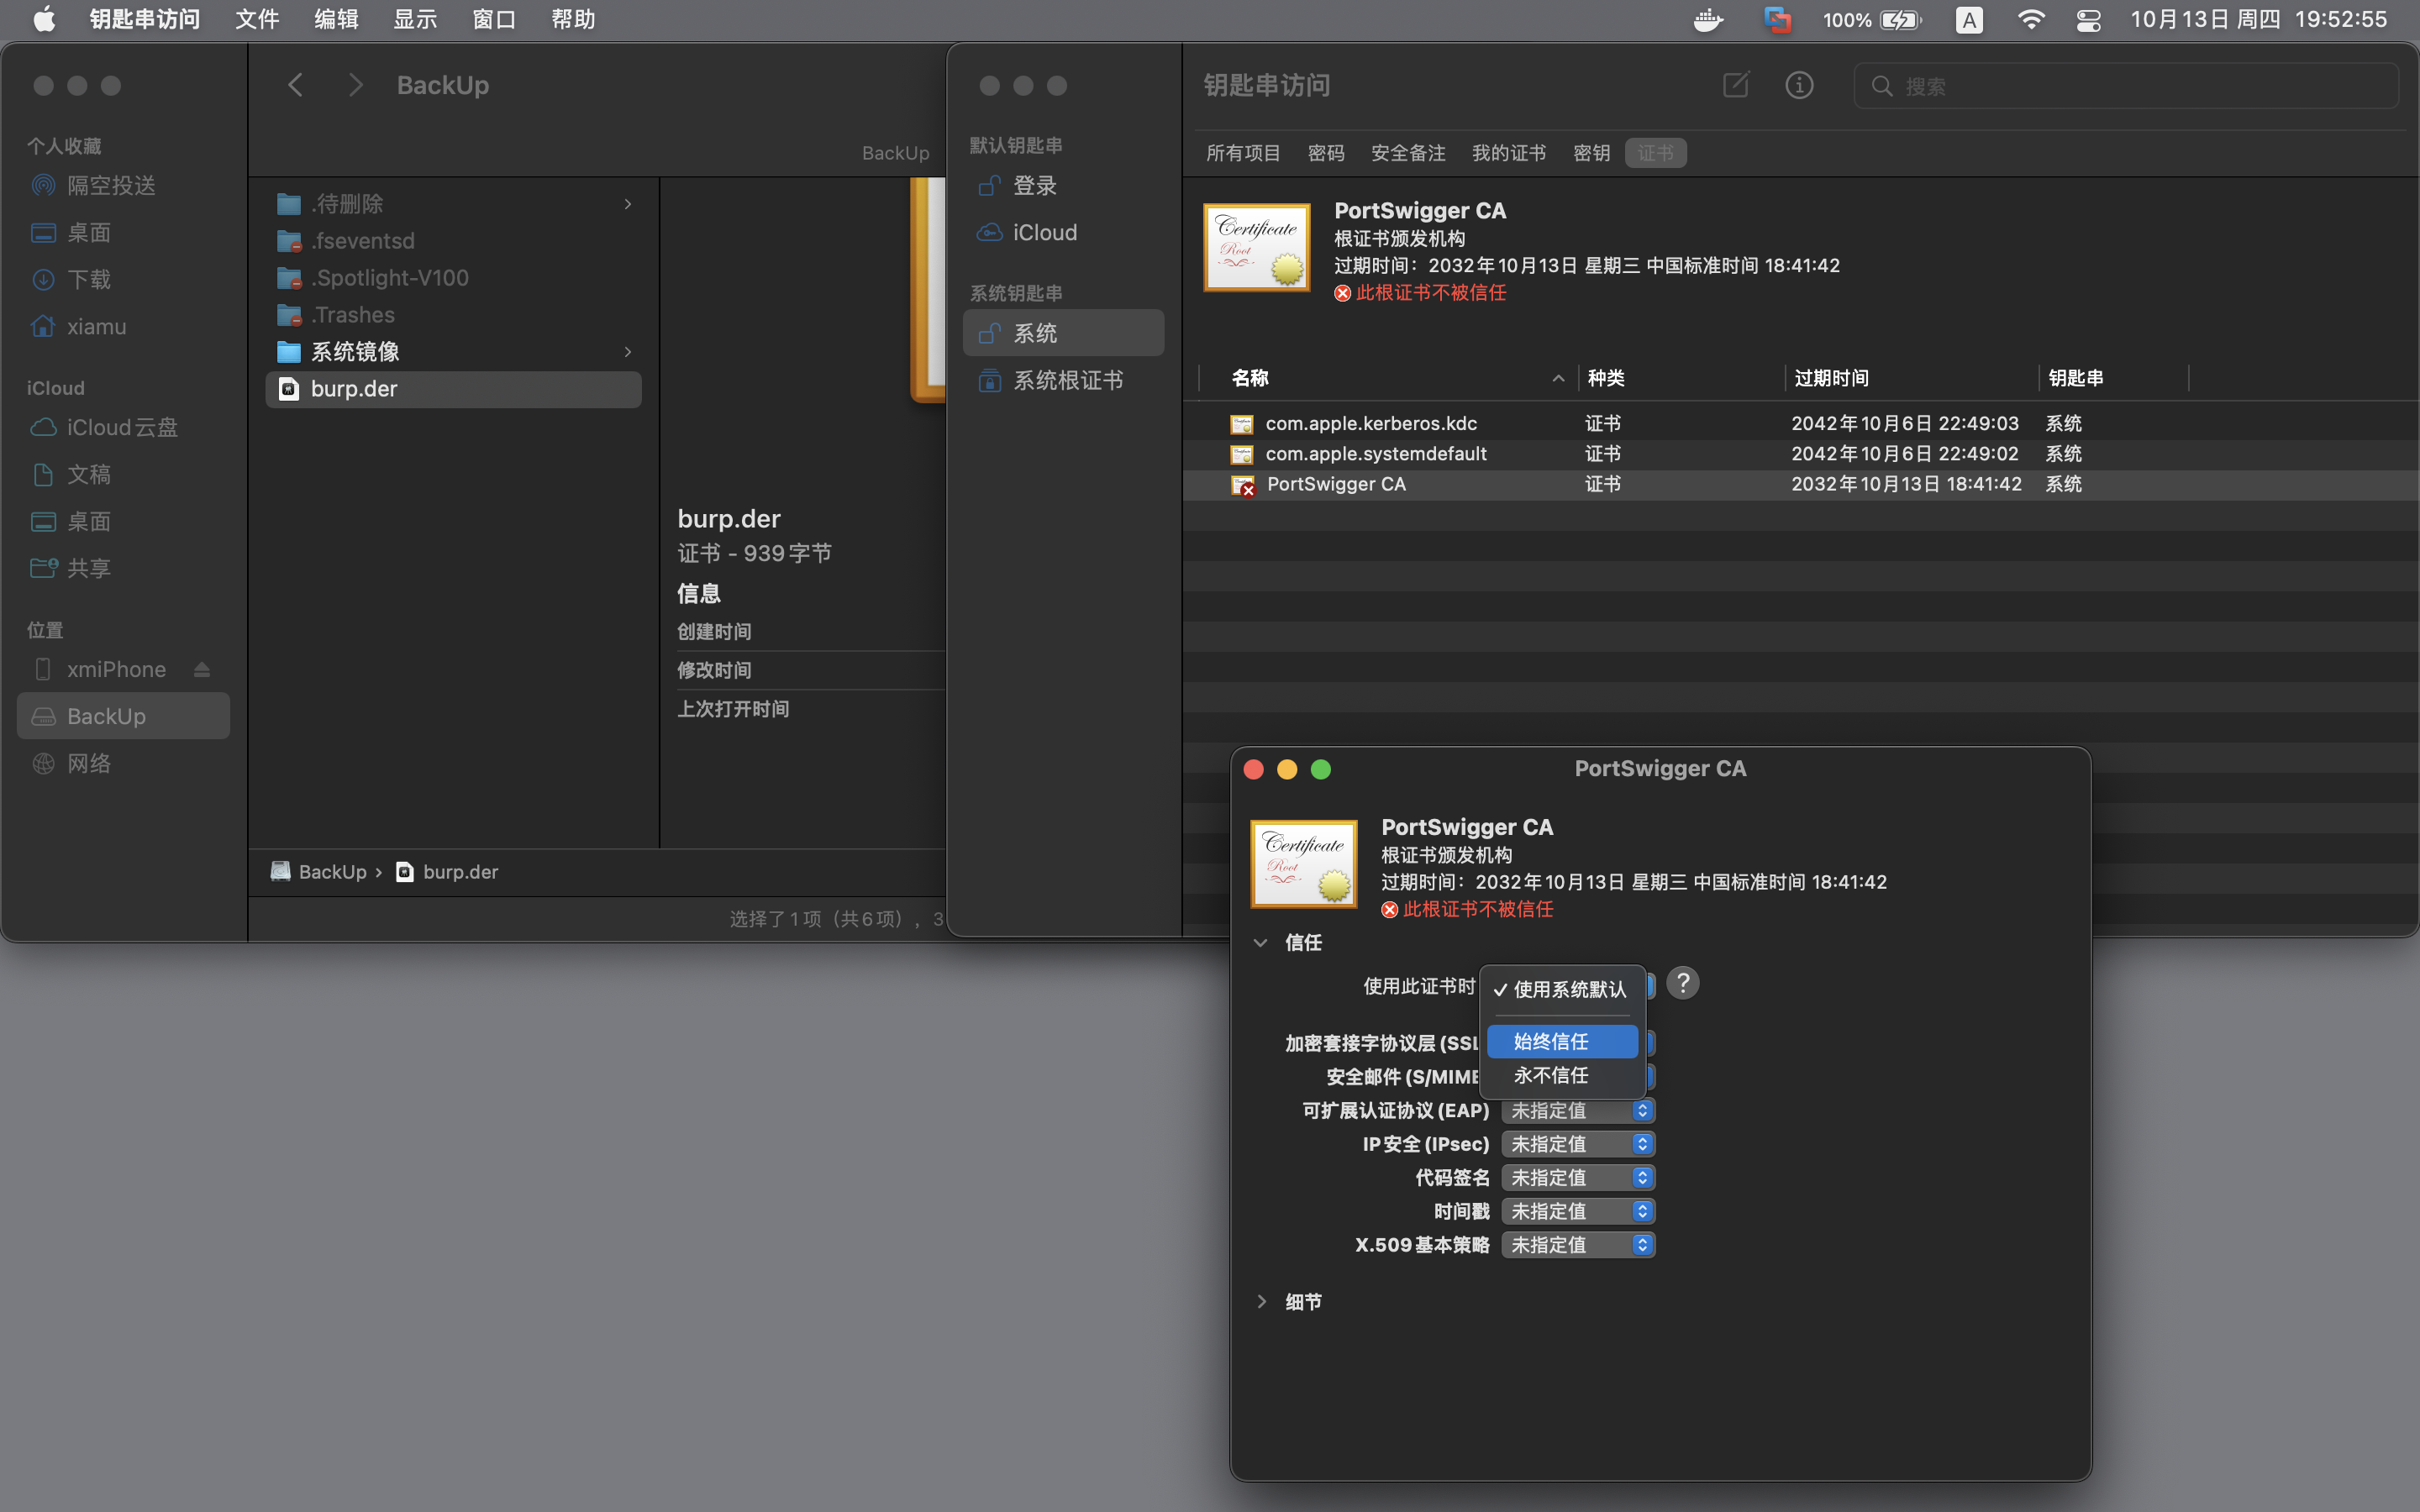 钥匙串访问 文件 编辑 显示 窗口 帮助 100% A 10月13日 周四 19:52:55
BackUp
个人收藏
隔空投送
桌面
下载
xiamu
iCloud
iCloud云盘
文稿
桌面
共享
位置
xmiPhone
BackUp
网络
BackUp
.待删除
.fseventsd
.Spotlight-V100
.Trashes
系统镜像
burp.der
burp.der
证书 - 939字节
信息
创建时间
修改时间
上次打开时间
BackUp › burp.der
选择了1项（共6项），3
默认钥匙串
登录
iCloud
系统钥匙串
系统
系统根证书
钥匙串访问
搜索
所有项目 密码 安全备注 我的证书 密钥 证书
Certificate
Root
PortSwigger CA
根证书颁发机构
过期时间：2032年10月13日 星期三 中国标准时间 18:41:42
此根证书不被信任
名称 种类 过期时间 钥匙串
com.apple.kerberos.kdc 证书 2042年10月6日 22:49:03 系统
com.apple.systemdefault 证书 2042年10月6日 22:49:02 系统
PortSwigger CA 证书 2032年10月13日 18:41:42 系统
PortSwigger CA
Certificate
Root
PortSwigger CA
根证书颁发机构
过期时间：2032年10月13日 星期三 中国标准时间 18:41:42
此根证书不被信任
信任
使用此证书时 ?
✓ 使用系统默认
始终信任
永不信任
加密套接字协议层 (SSL
安全邮件 (S/MIME
可扩展认证协议 (EAP) 未指定值
IP安全 (IPsec) 未指定值
代码签名 未指定值
时间戳 未指定值
X.509基本策略 未指定值
细节